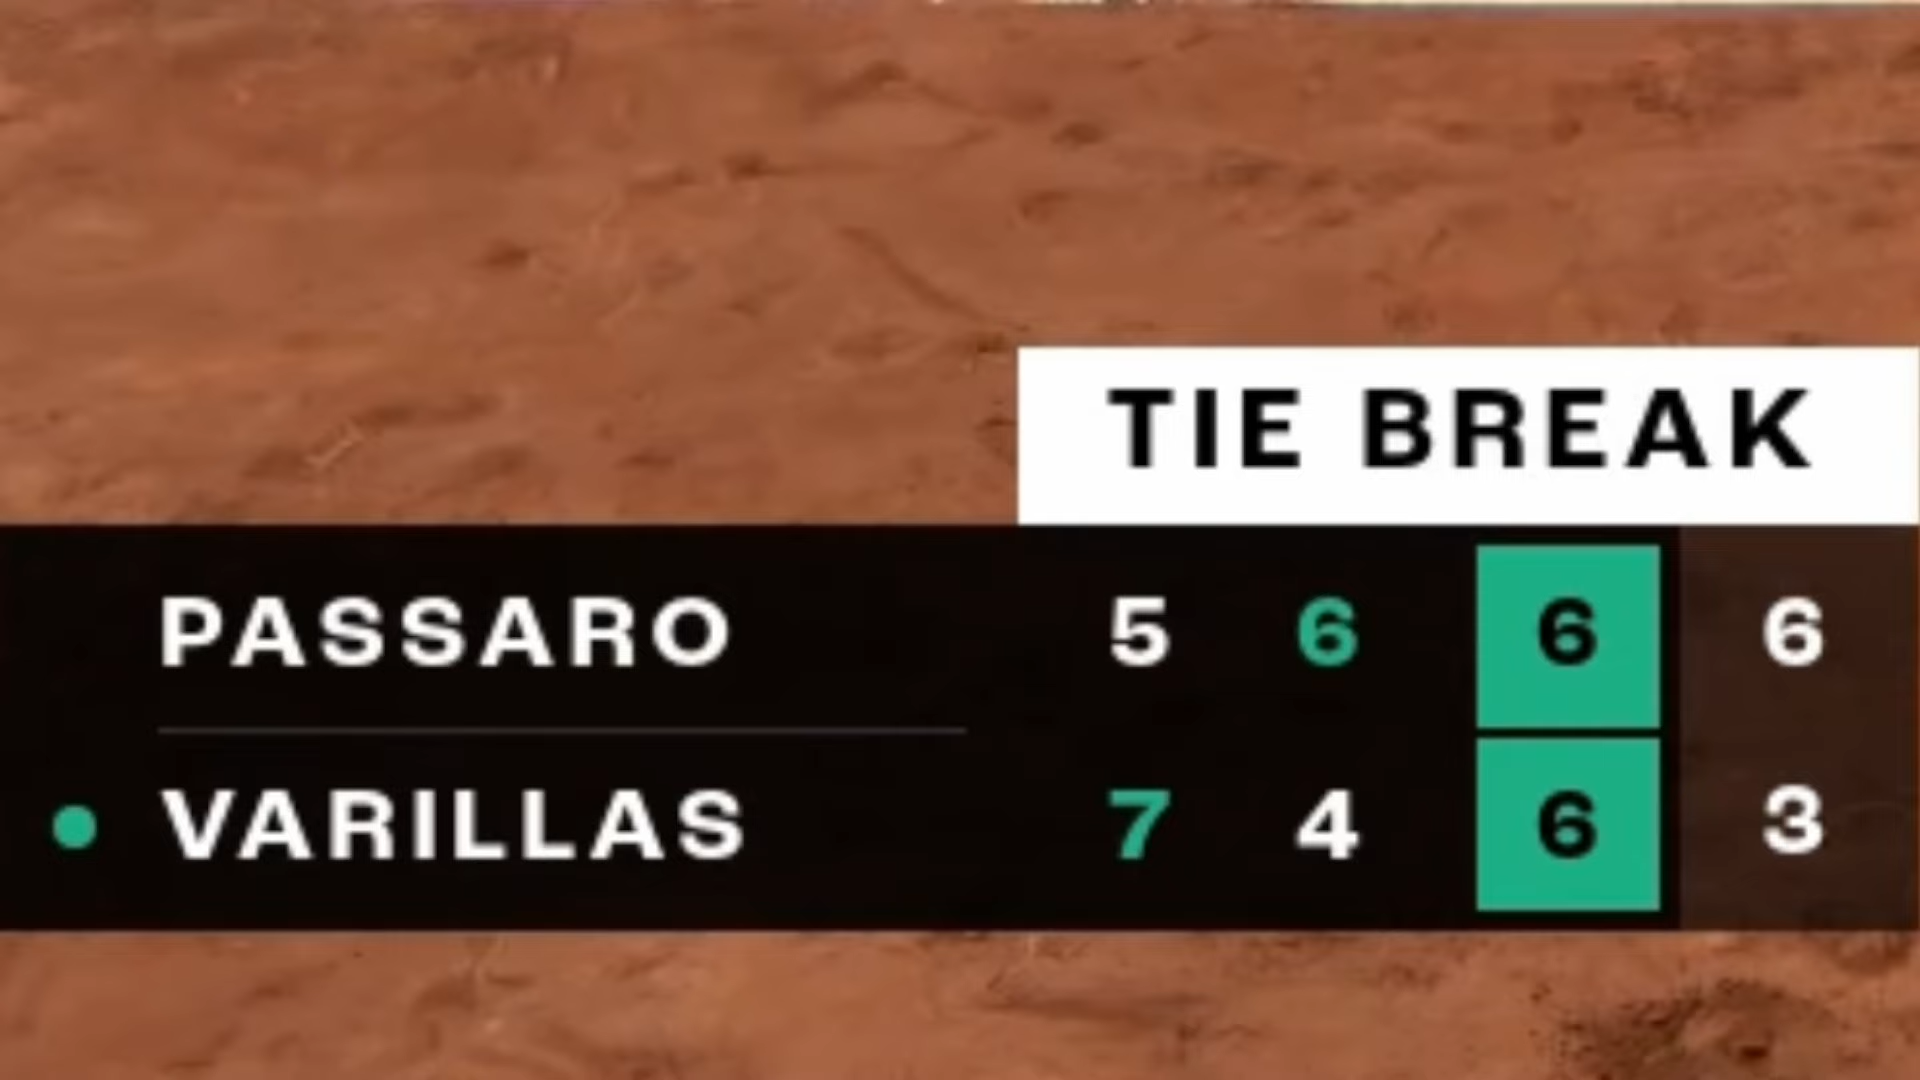 TIE BREAK
PASSARO 5 6 6 6
VARILLAS 7 4 6 3